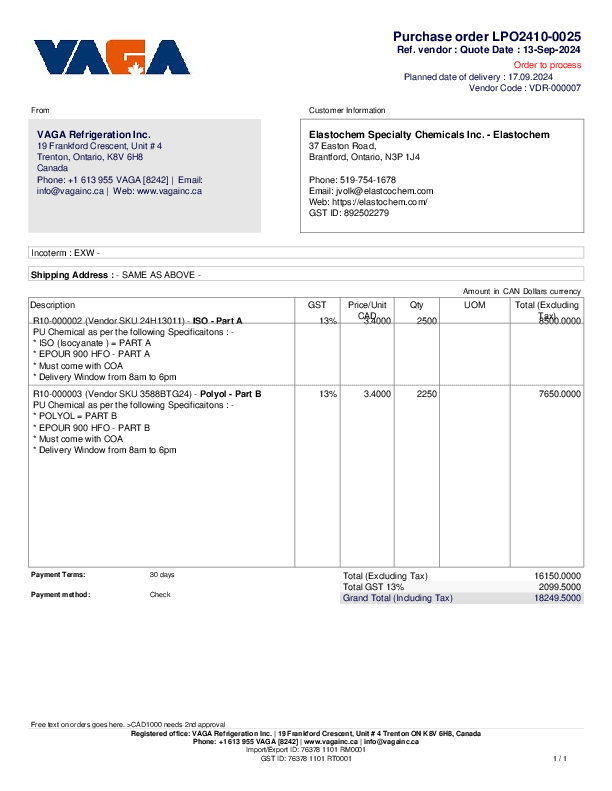 VAGA
Purchase order LPO2410-0025
Ref. vendor : Quote Date : 13-Sep-2024
Order to process
Planned date of delivery : 17.09.2024
Vendor Code : VDR-000007
From
Customer Information
VAGA Refrigeration Inc.
19 Frankford Crescent, Unit # 4
Trenton, Ontario, K8V 6H8
Canada
Phone: +1 613 955 VAGA [8242] | Email:
info@vagainc.ca | Web: www.vagainc.ca
Elastochem Specialty Chemicals Inc. - Elastochem
37 Easton Road,
Brantford, Ontario, N3P 1J4
Phone: 519-754-1678
Email: jvolk@elastcochem.com
Web: https://elastochem.com/
GST ID: 892502279
Incoterm : EXW -
Shipping Address : - SAME AS ABOVE -
Amount in CAN Dollars currency
Description GST Price/Unit CAD Qty UOM Total (Excluding Tax)
R10-000002 (Vendor SKU 24H13011) - ISO - Part A 13% 3.4000 2500 8500.0000
PU Chemical as per the following Specificaitons : -
* ISO (Isocyanate ) = PART A
* EPOUR 900 HFO - PART A
* Must come with COA
* Delivery Window from 8am to 6pm
R10-000003 (Vendor SKU 3588BTG24) - Polyol - Part B 13% 3.4000 2250 7650.0000
PU Chemical as per the following Specificaitons : -
* POLYOL = PART B
* EPOUR 900 HFO - PART B
* Must come with COA
* Delivery Window from 8am to 6pm
Payment Terms: 30 days
Payment method: Check
Total (Excluding Tax) 16150.0000
Total GST 13% 2099.5000
Grand Total (Including Tax) 18249.5000
Free text on orders goes here. >CAD1000 needs 2nd approval
Registered office: VAGA Refrigeration Inc. | 19 Frankford Crescent, Unit # 4 Trenton ON K8V 6H8, Canada
Phone: +1 613 955 VAGA [8242] | www.vagainc.ca | info@vagainc.ca
Import/Export ID: 76378 1101 RM0001
GST ID: 76378 1101 RT0001
1 / 1